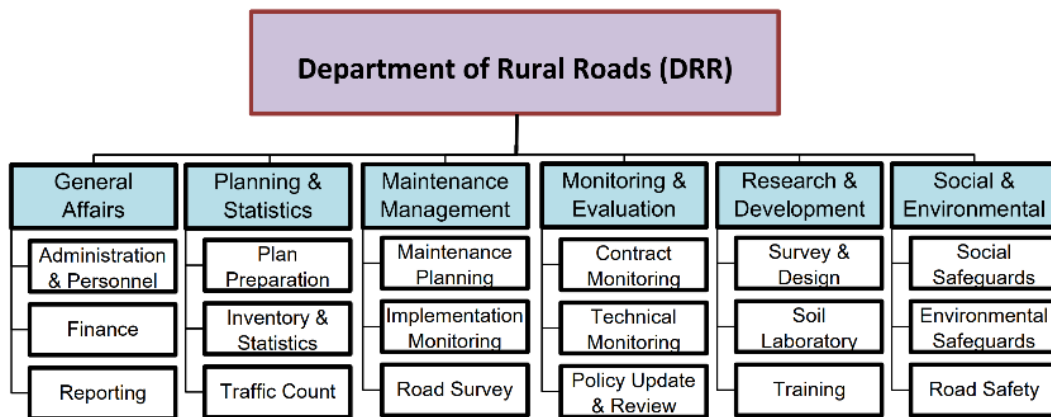 Department of Rural Roads (DRR)
General
Affairs
Planning &
Statistics
Maintenance
Management
Monitoring &
Evaluation
Research &
Development
Social &
Environmental
Administration
& Personnel
Plan
Preparation
Maintenance
Planning
Contract
Monitoring
Survey &
Design
Social
Safeguards
Finance
Inventory &
Statistics
Implementation
Monitoring
Technical
Monitoring
Soil
Laboratory
Environmental
Safeguards
Reporting
Traffic Count
Road Survey
Policy Update
& Review
Training
Road Safety